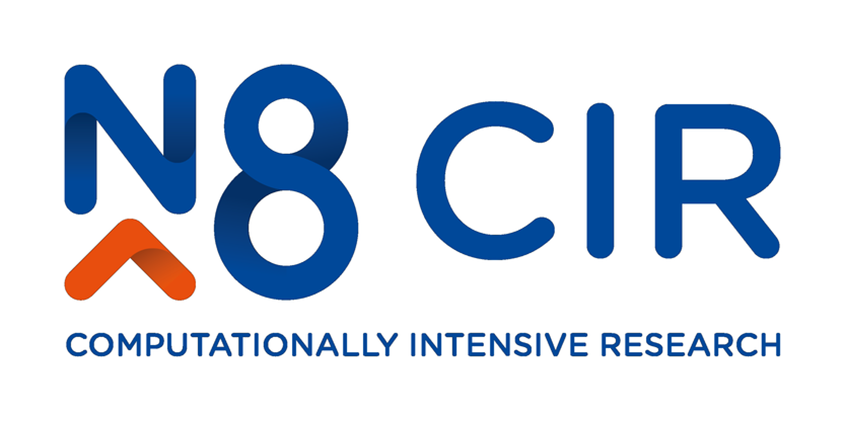 N8 CIR
COMPUTATIONALLY INTENSIVE RESEARCH